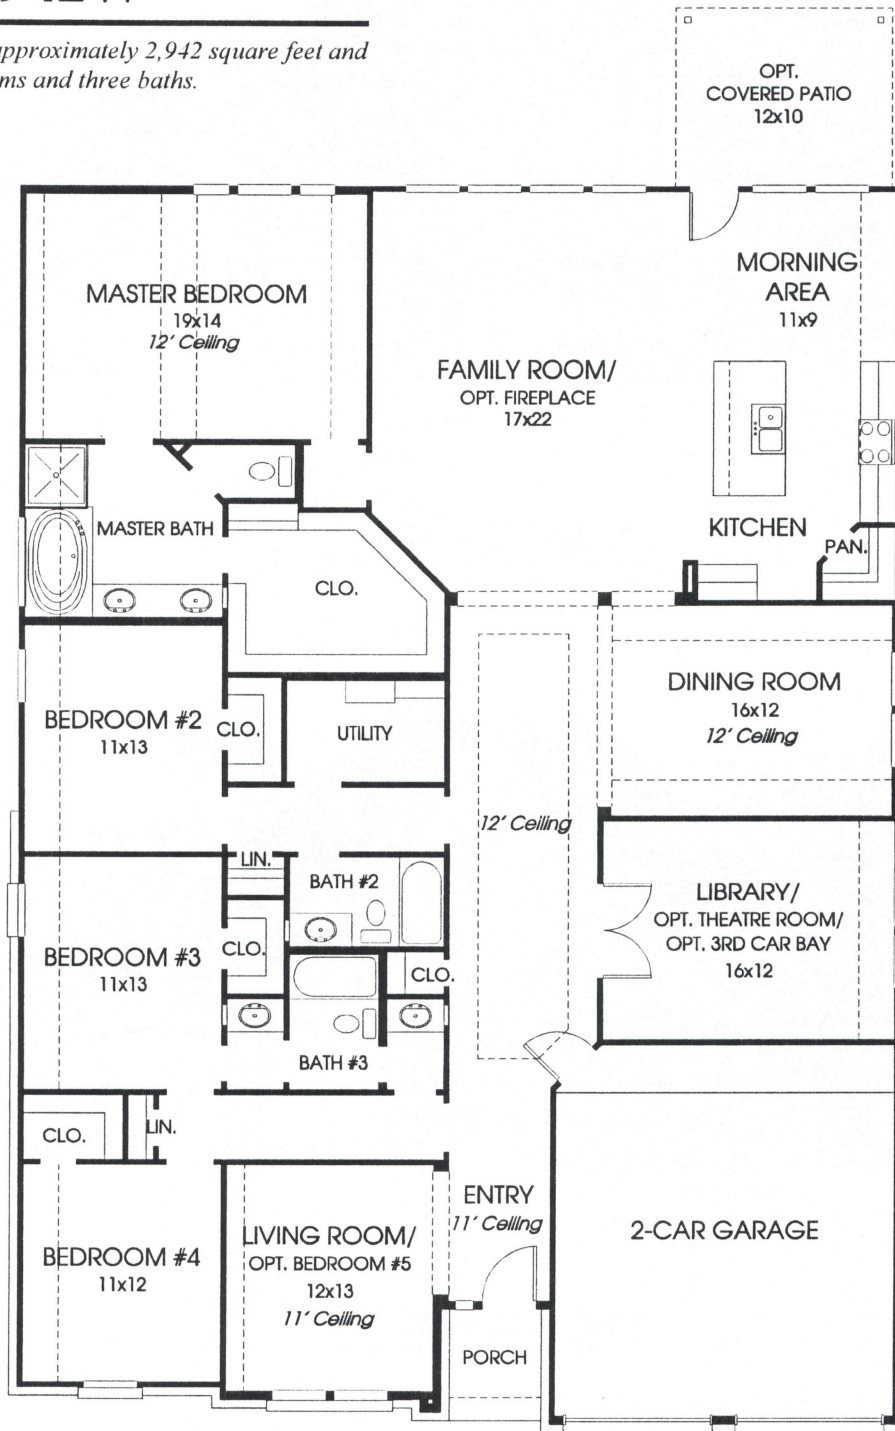 approximately 2,942 square feet and
and three baths.
OPT.
COVERED PATIO
12x10
MASTER BEDROOM
19x14
12' Ceiling
MORNING
AREA
11x9
FAMILY ROOM/
OPT. FIREPLACE
17x22
MASTER BATH
KITCHEN
PAN.
CLO.
DINING ROOM
16x12
12' Ceiling
BEDROOM #2
11x13
CLO.
UTILITY
12' Ceiling
LIN.
BATH #2
LIBRARY/
OPT. THEATRE ROOM/
OPT. 3RD CAR BAY
16x12
BEDROOM #3
11x13
CLO.
CLO.
BATH #3
CLO.
LIN.
ENTRY
11' Ceiling
2-CAR GARAGE
BEDROOM #4
11x12
LIVING ROOM/
OPT. BEDROOM #5
12x13
11' Ceiling
PORCH